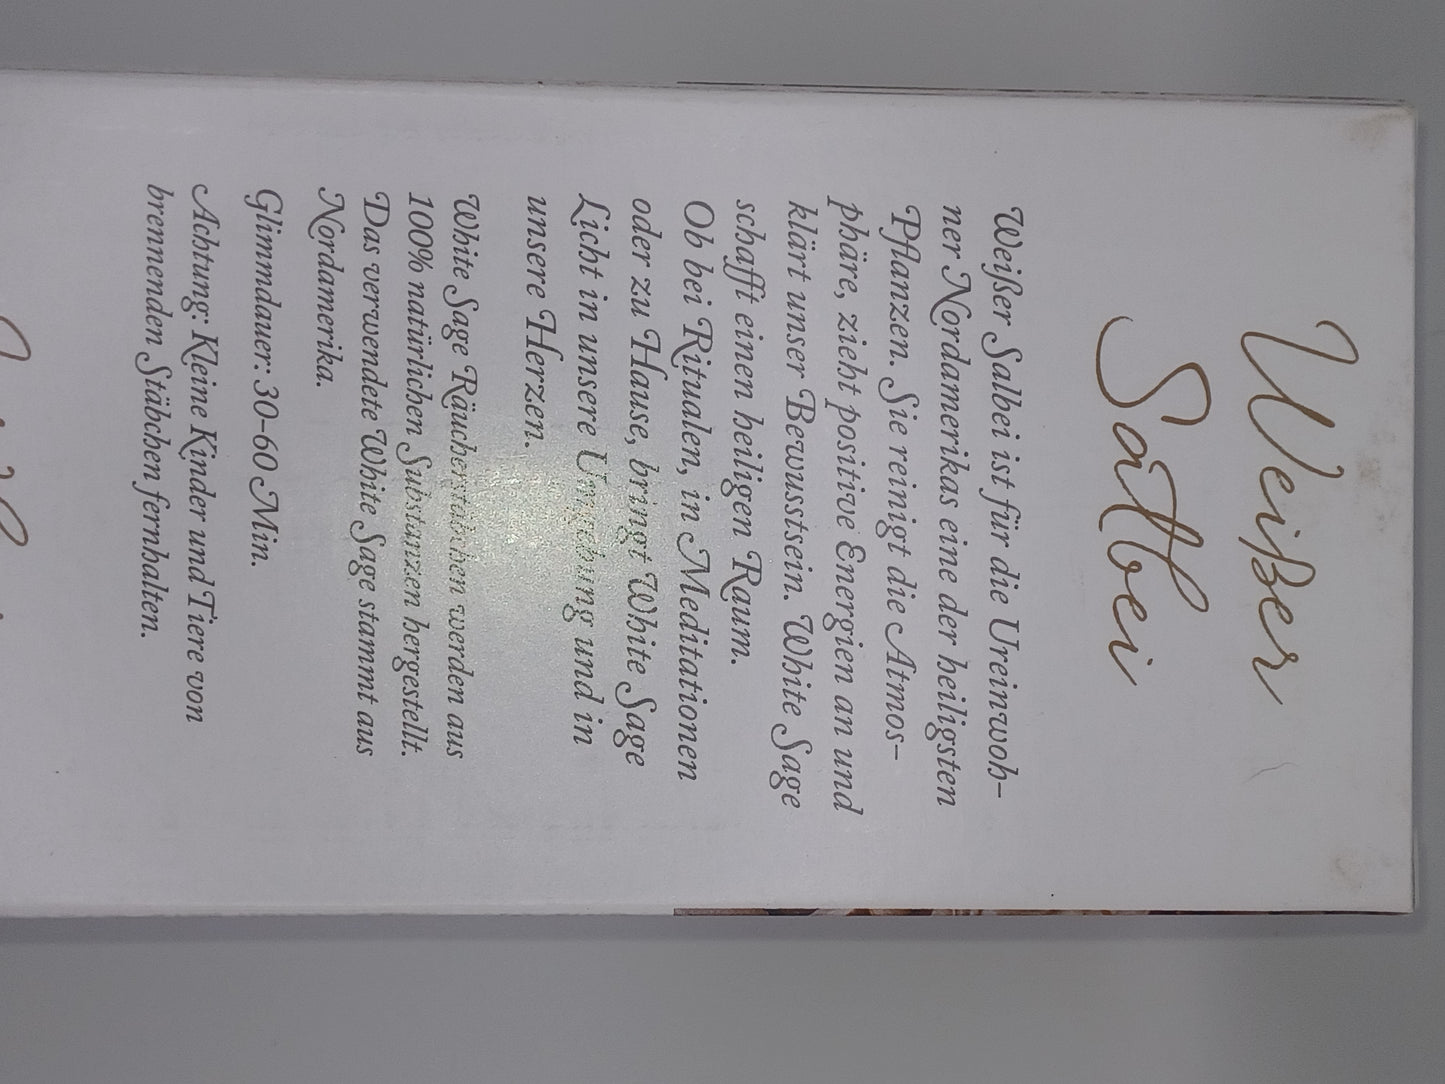 Weißer
Salbei
Weißer Salbei ist für die Ureinwoh-
ner Nordamerikas eine der heiligsten
Pflanzen. Sie reinigt die Atmos-
phäre, zieht positive Energien an und
klärt unser Bewusstsein. White Sage
schafft einen heiligen Raum.
Ob bei Ritualen, in Meditationen
oder zu Hause, bringt White Sage
Licht in unsere Umgebung und in
unsere Herzen.
White Sage Räucherstäbchen werden aus
100% natürlichen Substanzen hergestellt.
Das verwendete White Sage stammt aus
Nordamerika.
Glimmdauer: 30-60 Min.
Achtung: Kleine Kinder und Tiere von
brennenden Stäbchen fernhalten.